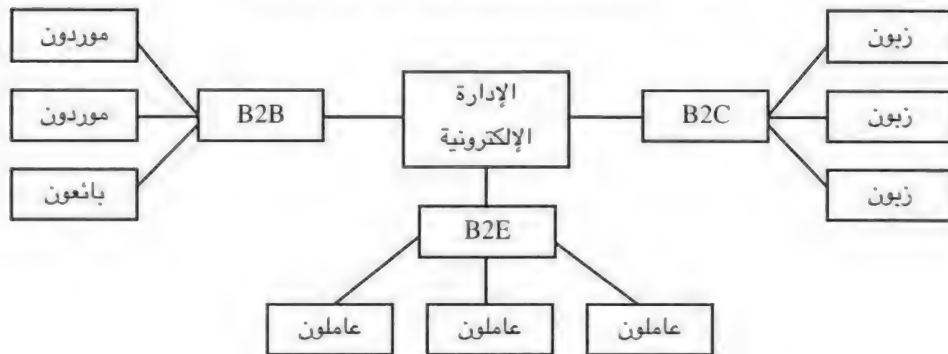 موردون
زبون
الإدارة
الإلكترونية
موردون
B2B
B2C
زبون
بائعون
زبون
B2E
عاملون
عاملون
عاملون